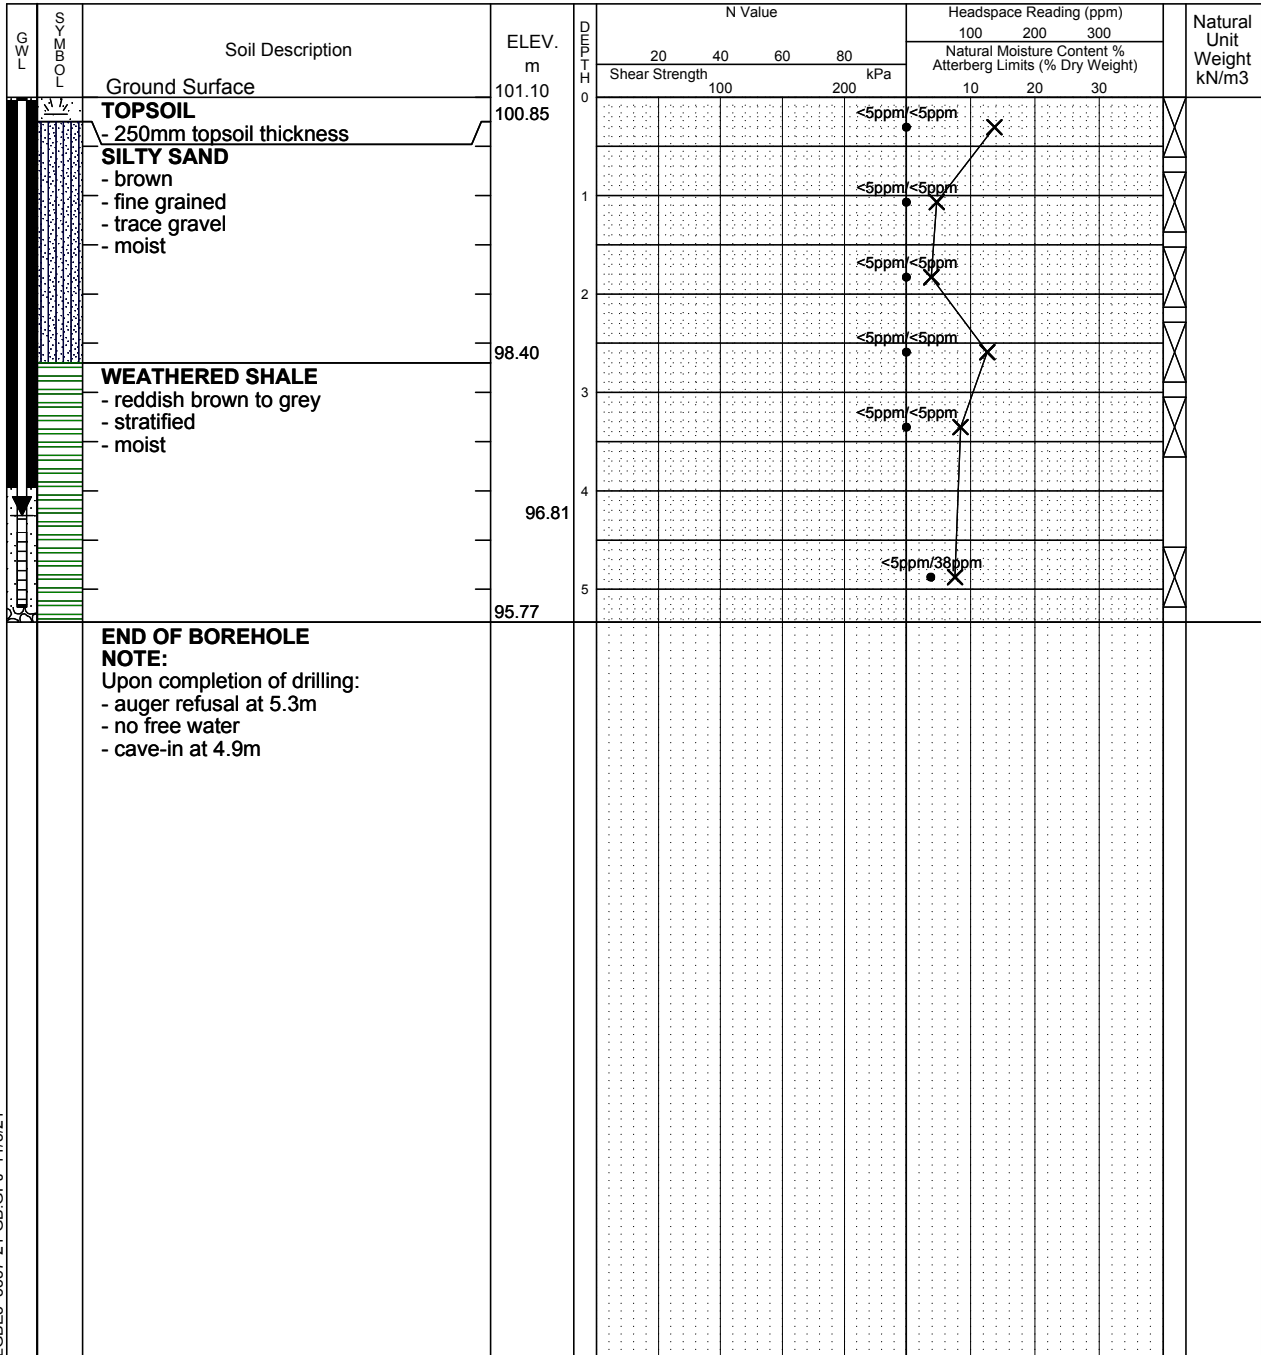 GWL
SYMBOL
Soil Description
ELEV.
m
DEPTH
N Value
20 40 60 80
Shear Strength kPa
100 200
Headspace Reading (ppm)
100 200 300
Natural Moisture Content %
Atterberg Limits (% Dry Weight)
10 20 30
Natural
Unit
Weight
kN/m3
Ground Surface
101.10
0
TOPSOIL
100.85
- 250mm topsoil thickness
<5ppm/<5ppm
SILTY SAND
- brown
- fine grained
- trace gravel
- moist
<5ppm/<5ppm
1
<5ppm/<5ppm
2
<5ppm/<5ppm
98.40
WEATHERED SHALE
- reddish brown to grey
- stratified
- moist
3
<5ppm/<5ppm
4
96.81
<5ppm/38ppm
5
95.77
END OF BOREHOLE
NOTE:
Upon completion of drilling:
- auger refusal at 5.3m
- no free water
- cave-in at 4.9m